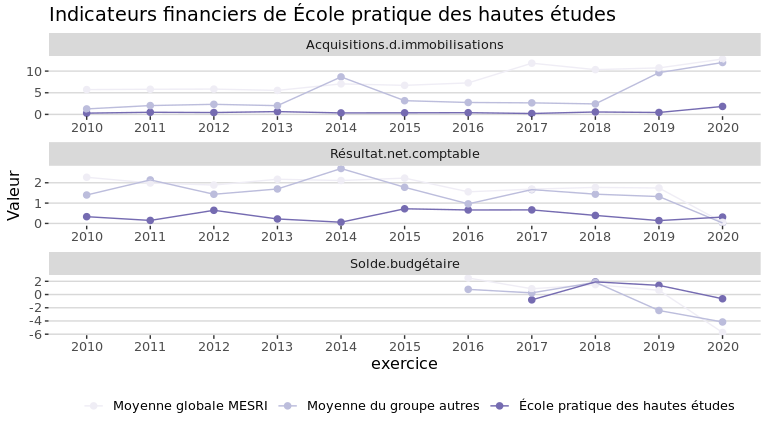 Indicateurs financiers de École pratique des hautes études
Acquisitions.d.immobilisations
10
5
0
2010 2011 2012 2013 2014 2015 2016 2017 2018 2019 2020
Résultat.net.comptable
2
1
0
2010 2011 2012 2013 2014 2015 2016 2017 2018 2019 2020
Solde.budgétaire
2
0
-2
-4
-6
2010 2011 2012 2013 2014 2015 2016 2017 2018 2019 2020
Valeur
exercice
Moyenne globale MESRI Moyenne du groupe autres École pratique des hautes études